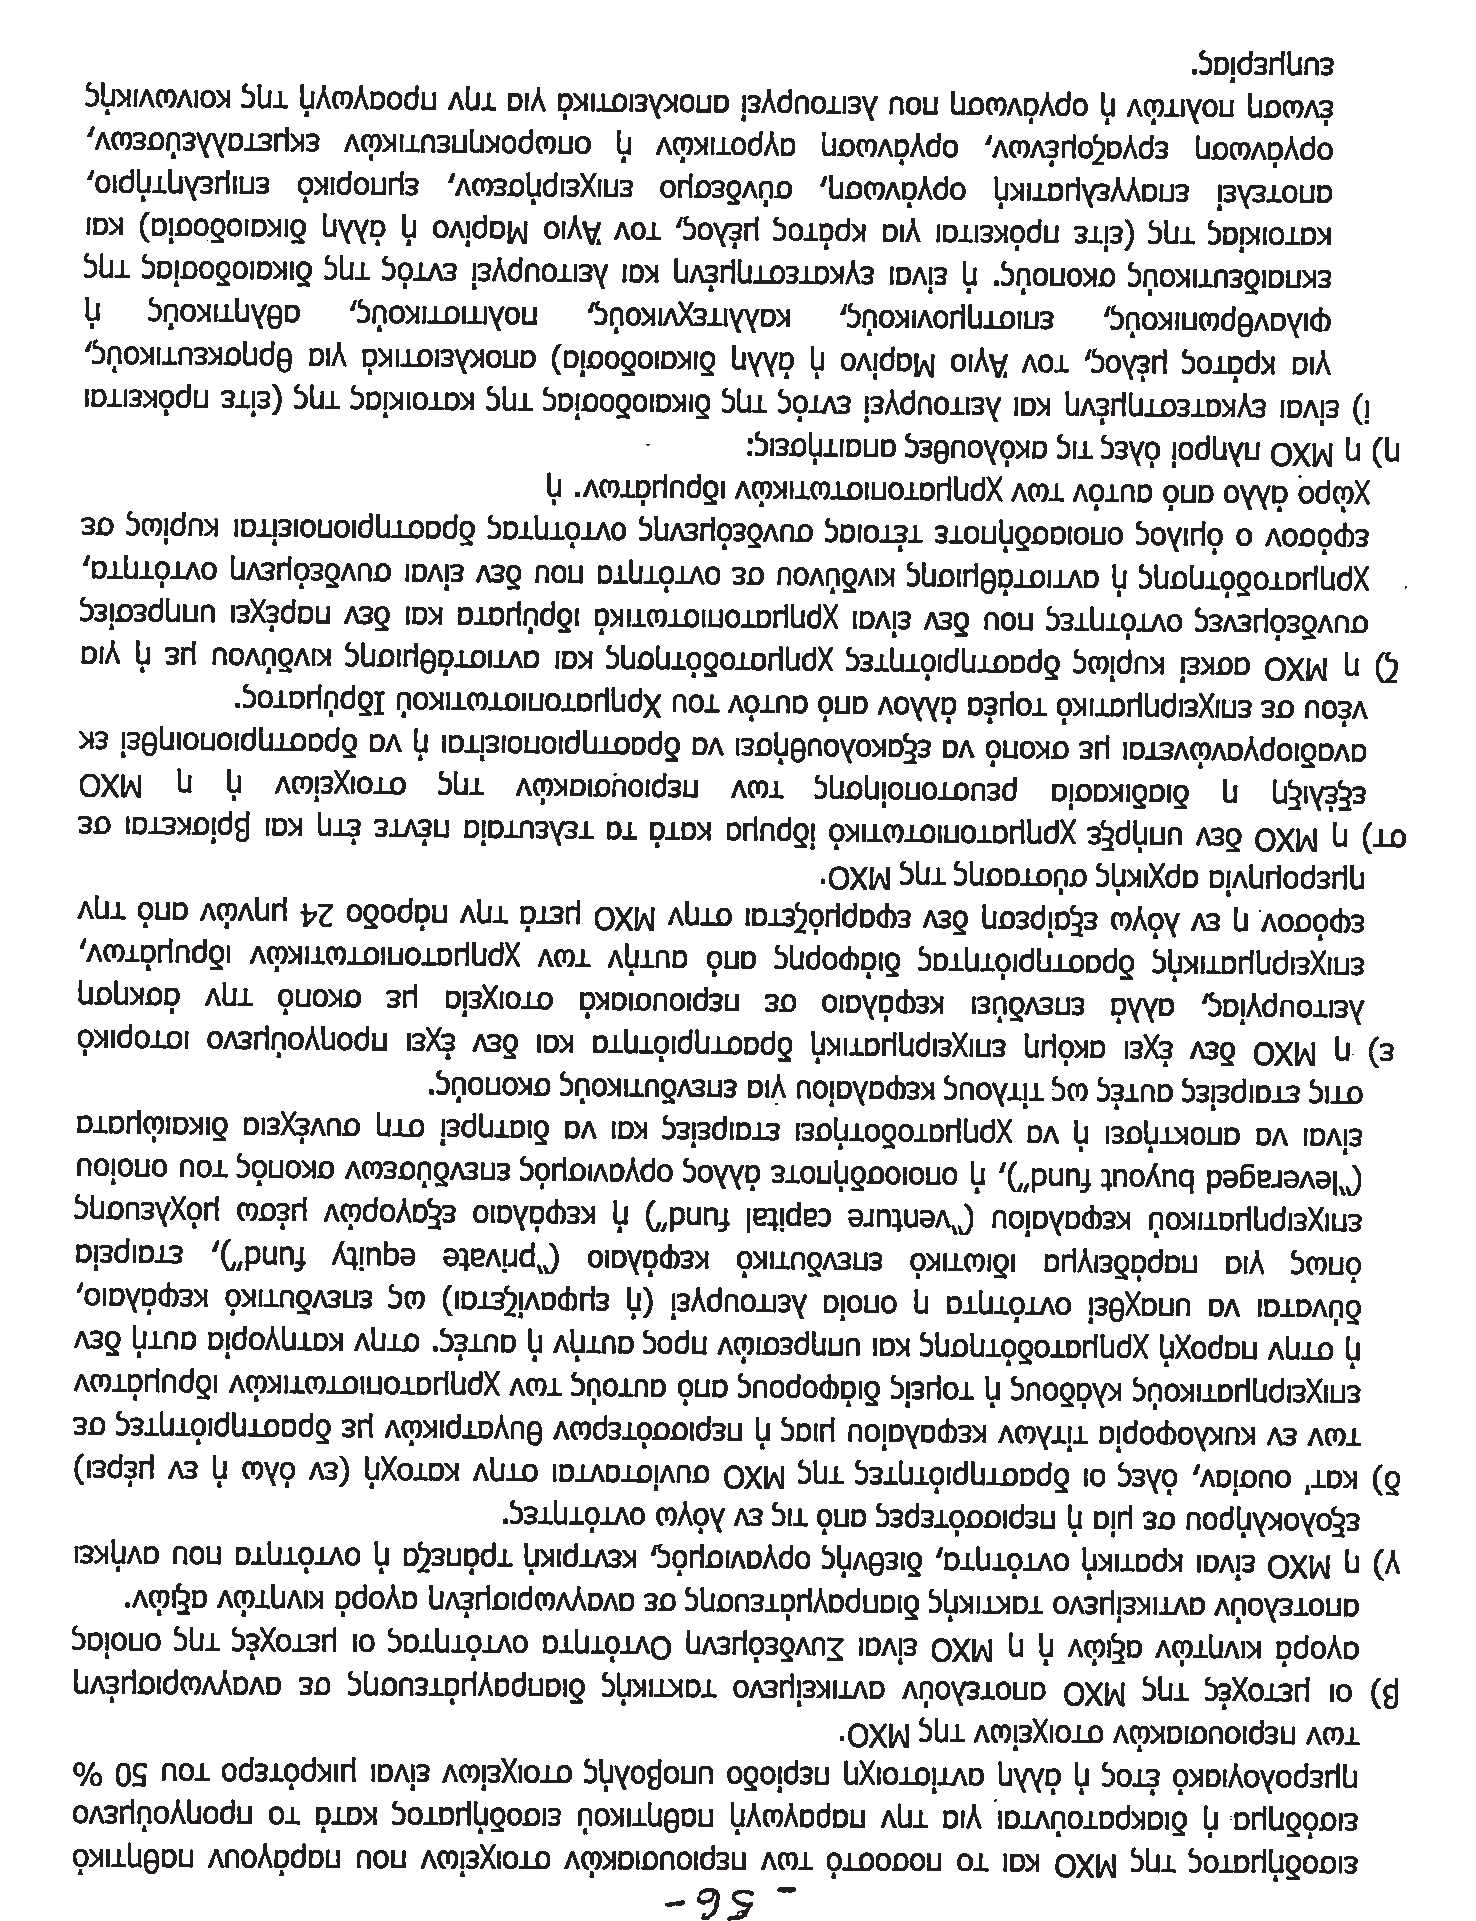 - 56 -
εισοδήματος της ΜΧΟ και το ποσοστό των περιουσιακών στοιχείων που παράγουν παθητικό
εισόδημα ή διακρατούνται για την παραγωγή παθητικού εισοδήματος κατά το προηγούμενο
ημερολογιακό έτος ή άλλη αντίστοιχη περίοδο υποβολής στοιχείων είναι μικρότερο του 50 %
των περιουσιακών στοιχείων της ΜΧΟ·
β) οι μετοχές της ΜΧΟ αποτελούν αντικείμενο τακτικής διαπραγμάτευσης σε αναγνωρισμένη
αγορά κινητών αξιών ή η ΜΧΟ είναι Συνδεόμενη Οντότητα οντότητας οι μετοχές της οποίας
αποτελούν αντικείμενο τακτικής διαπραγμάτευσης σε αναγνωρισμένη αγορά κινητών αξιών.
γ) η ΜΧΟ είναι κρατική οντότητα, διεθνής οργανισμός, κεντρική τράπεζα ή οντότητα που ανήκει
εξολοκλήρου σε μία ή περισσότερες από τις εν λόγω οντότητες.
δ) κατ' ουσίαν, όλες οι δραστηριότητες της ΜΧΟ συνίστανται στην κατοχή (εν όλω ή εν μέρει)
των εν κυκλοφορία τίτλων κεφαλαίου μιας ή περισσότερων θυγατρικών με δραστηριότητες σε
επιχειρηματικούς κλάδους ή τομείς διάφορους από αυτούς των Χρηματοπιστωτικών ιδρυμάτων
ή στην παροχή χρηματοδότησης και υπηρεσιών προς αυτήν ή αυτές. στην κατηγορία αυτή δεν
δύναται να υπαχθεί οντότητα η οποία λειτουργεί (ή εμφανίζεται) ως επενδυτικό κεφάλαιο,
όπως για παράδειγμα ιδιωτικό επενδυτικό κεφάλαιο (“private equity fund”), εταιρεία
επιχειρηματικού κεφαλαίου (“venture capital fund”) ή κεφάλαιο εξαγορών μέσω μόχλευσης
(“leveraged buyout fund”), ή οποιοσδήποτε άλλος οργανισμός επενδύσεων σκοπός του οποίου
είναι να αποκτήσει ή να χρηματοδοτήσει εταιρείες και να διατηρεί στη συνέχεια δικαιώματα
στις εταιρείες αυτές ως τίτλους κεφαλαίου για επενδυτικούς σκοπούς.
ε) η ΜΧΟ δεν έχει ακόμη επιχειρηματική δραστηριότητα και δεν έχει προηγούμενο ιστορικό
λειτουργίας, αλλά επενδύει κεφάλαιο σε περιουσιακά στοιχεία με σκοπό την άσκηση
επιχειρηματικής δραστηριότητας διάφορης από αυτήν των Χρηματοπιστωτικών ιδρυμάτων,
εφόσον η εν λόγω εξαίρεση δεν εφαρμόζεται στην ΜΧΟ μετά την πάροδο 24 μηνών από την
ημερομηνία αρχικής σύστασης της ΜΧΟ·
στ) η ΜΧΟ δεν υπήρξε Χρηματοπιστωτικό ίδρυμα κατά τα τελευταία πέντε έτη και βρίσκεται σε
εξέλιξη η διαδικασία ρευστοποίησης των περιουσιακών της στοιχείων ή η ΜΧΟ
αναδιοργανώνεται με σκοπό να εξακολουθήσει να δραστηριοποιείται ή να δραστηριοποιηθεί εκ
νέου σε επιχειρηματικό τομέα άλλον από αυτόν του Χρηματοπιστωτικού Ιδρύματος.
ζ) η ΜΧΟ ασκεί κυρίως δραστηριότητες χρηματοδότησης και αντιστάθμισης κινδύνου με ή για
συνδεόμενες οντότητες που δεν είναι Χρηματοπιστωτικά ιδρύματα και δεν παρέχει υπηρεσίες
χρηματοδότησης ή αντιστάθμισης κινδύνου σε οντότητα που δεν είναι συνδεόμενη οντότητα,
εφόσον ο όμιλος οποιασδήποτε τέτοιας συνδεόμενης οντότητας δραστηριοποιείται κυρίως σε
χώρο άλλο από αυτόν των Χρηματοπιστωτικών ιδρυμάτων. ή
η) η ΜΧΟ πληροί όλες τις ακόλουθες απαιτήσεις:
i) είναι εγκατεστημένη και λειτουργεί εντός της δικαιοδοσίας της κατοικίας της (είτε πρόκειται
για κράτος μέλος, τον Άγιο Μαρίνο ή άλλη δικαιοδοσία) αποκλειστικά για θρησκευτικούς,
φιλανθρωπικούς, επιστημονικούς, καλλιτεχνικούς, πολιτιστικούς, αθλητικούς ή
εκπαιδευτικούς σκοπούς. ή είναι εγκατεστημένη και λειτουργεί εντός της δικαιοδοσίας της
κατοικίας της (είτε πρόκειται για κράτος μέλος, τον Άγιο Μαρίνο ή άλλη δικαιοδοσία) και
αποτελεί επαγγελματική οργάνωση, σύνδεσμο επιχειρήσεων, εμπορικό επιμελητήριο,
οργάνωση εργαζομένων, οργάνωση αγροτικών ή οπωροκηπευτικών εκμεταλλεύσεων,
ένωση πολιτών ή οργάνωση που λειτουργεί αποκλειστικά για την προαγωγή της κοινωνικής
ευημερίας.